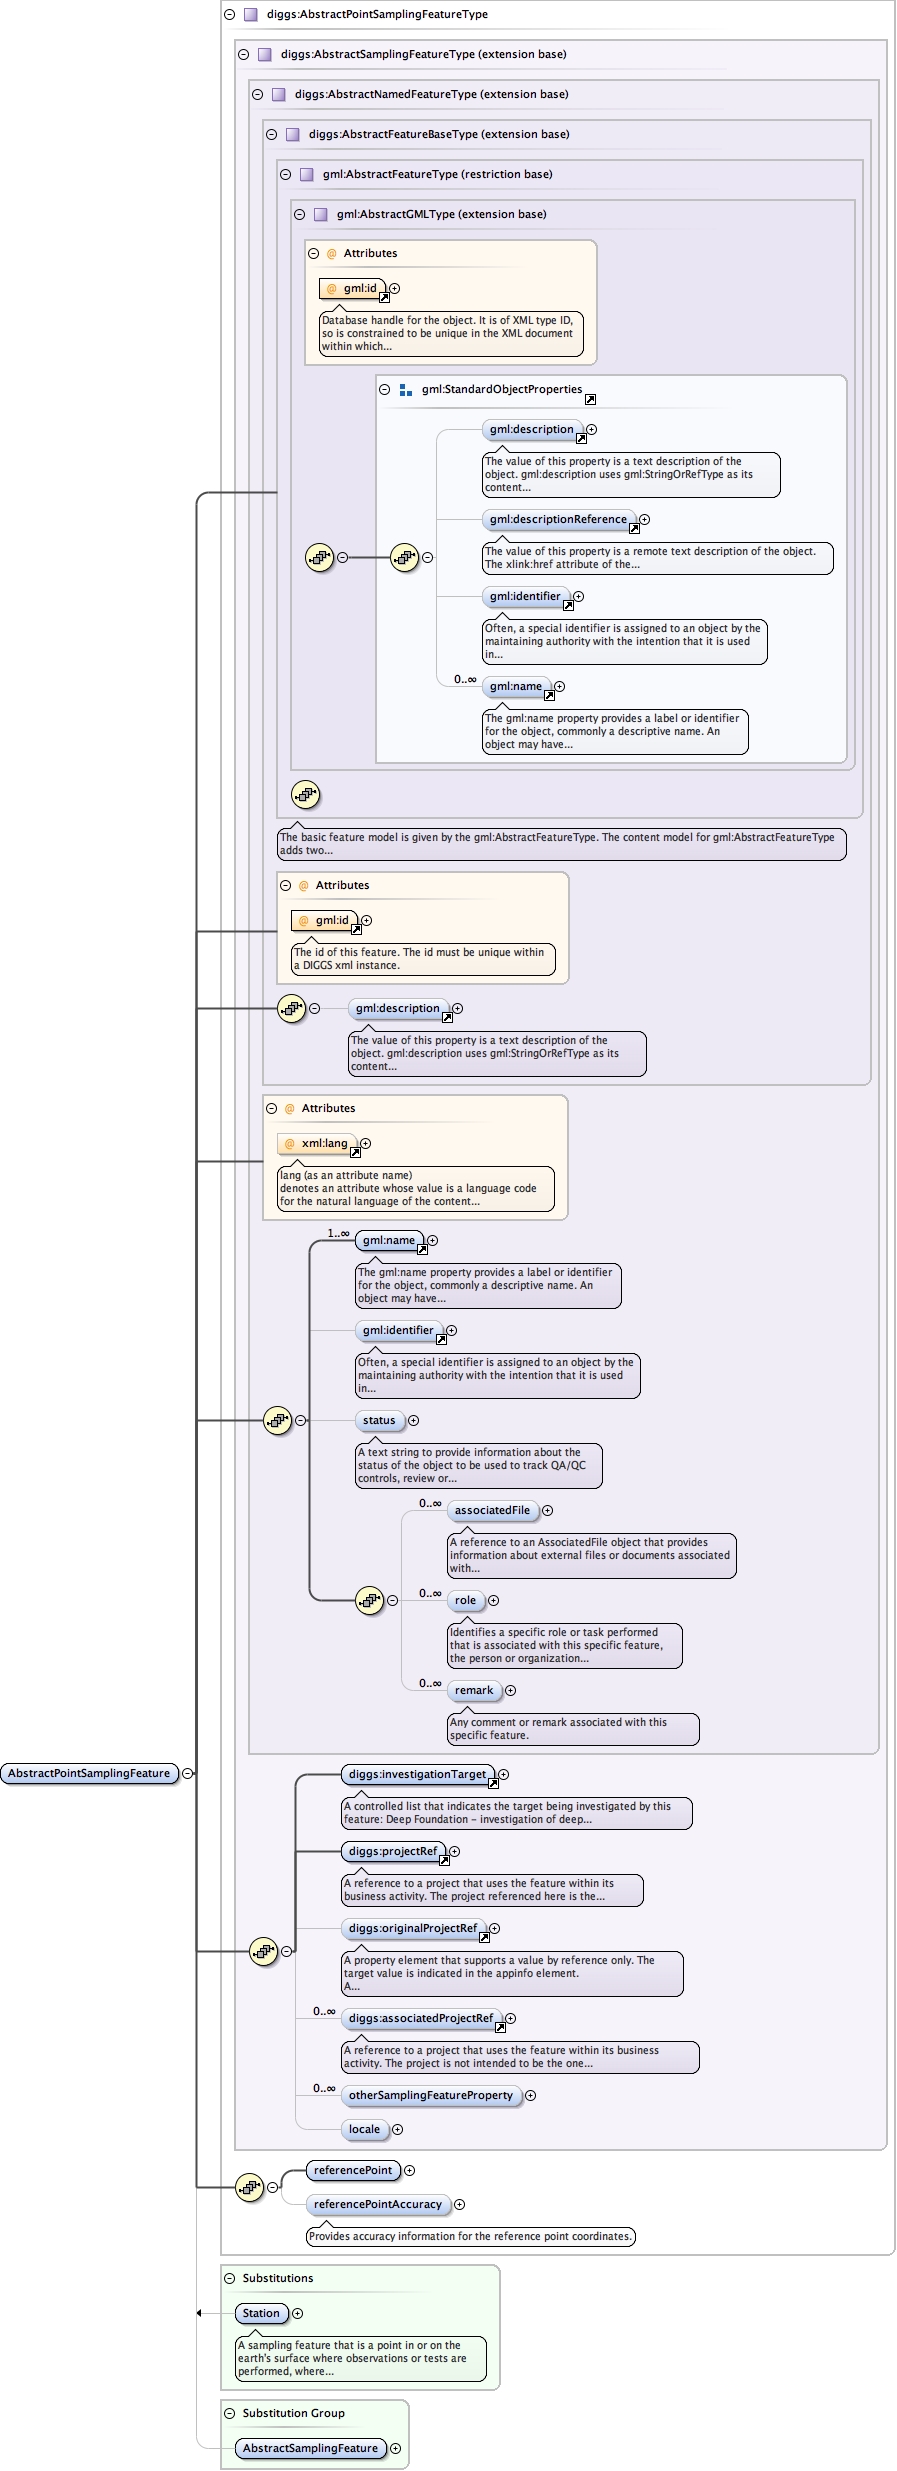 diggs:AbstractPointSamplingFeatureType
diggs:AbstractSamplingFeatureType (extension base)
diggs:AbstractNamedFeatureType (extension base)
diggs:AbstractFeatureBaseType (extension base)
gml:AbstractFeatureType (restriction base)
gml:AbstractGMLType (extension base)
@ Attributes
@ gml:id
Database handle for the object. It is of XML type ID,
so is constrained to be unique in the XML document
within which...
gml:StandardObjectProperties
gml:description
The value of this property is a text description of the
object. gml:description uses gml:StringOrRefType as its
content...
gml:descriptionReference
The value of this property is a remote text description of the object.
The xlink:href attribute of the...
gml:identifier
Often, a special identifier is assigned to an object by the
maintaining authority with the intention that it is used
in...
0..∞ gml:name
The gml:name property provides a label or identifier
for the object, commonly a descriptive name. An
object may have...
The basic feature model is given by the gml:AbstractFeatureType. The content model for gml:AbstractFeatureType
adds two...
@ Attributes
@ gml:id
The id of this feature. The id must be unique within
a DIGGS xml instance.
gml:description
The value of this property is a text description of the
object. gml:description uses gml:StringOrRefType as its
content...
@ Attributes
@ xml:lang
lang (as an attribute name)
denotes an attribute whose value is a language code
for the natural language of the content...
1..∞ gml:name
The gml:name property provides a label or identifier
for the object, commonly a descriptive name. An
object may have...
gml:identifier
Often, a special identifier is assigned to an object by the
maintaining authority with the intention that it is used
in...
status
A text string to provide information about the
status of the object to be used to track QA/QC
controls, review or...
0..∞ associatedFile
A reference to an AssociatedFile object that provides
information about external files or documents associated
with...
0..∞ role
Identifies a specific role or task performed
that is associated with this specific feature,
the person or organization...
0..∞ remark
Any comment or remark associated with this
specific feature.
AbstractPointSamplingFeature
diggs:investigationTarget
A controlled list that indicates the target being investigated by this
feature: Deep Foundation - investigation of deep...
diggs:projectRef
A reference to a project that uses the feature within its
business activity. The project referenced here is the...
diggs:originalProjectRef
A property element that supports a value by reference only. The
target value is indicated in the appinfo element.
A...
0..∞ diggs:associatedProjectRef
A reference to a project that uses the feature within its business
activity. The project is not intended to be the one...
0..∞ otherSamplingFeatureProperty
locale
referencePoint
referencePointAccuracy
Provides accuracy information for the reference point coordinates.
Substitutions
Station
A sampling feature that is a point in or on the
earth's surface where observations or tests are
performed, where...
Substitution Group
AbstractSamplingFeature